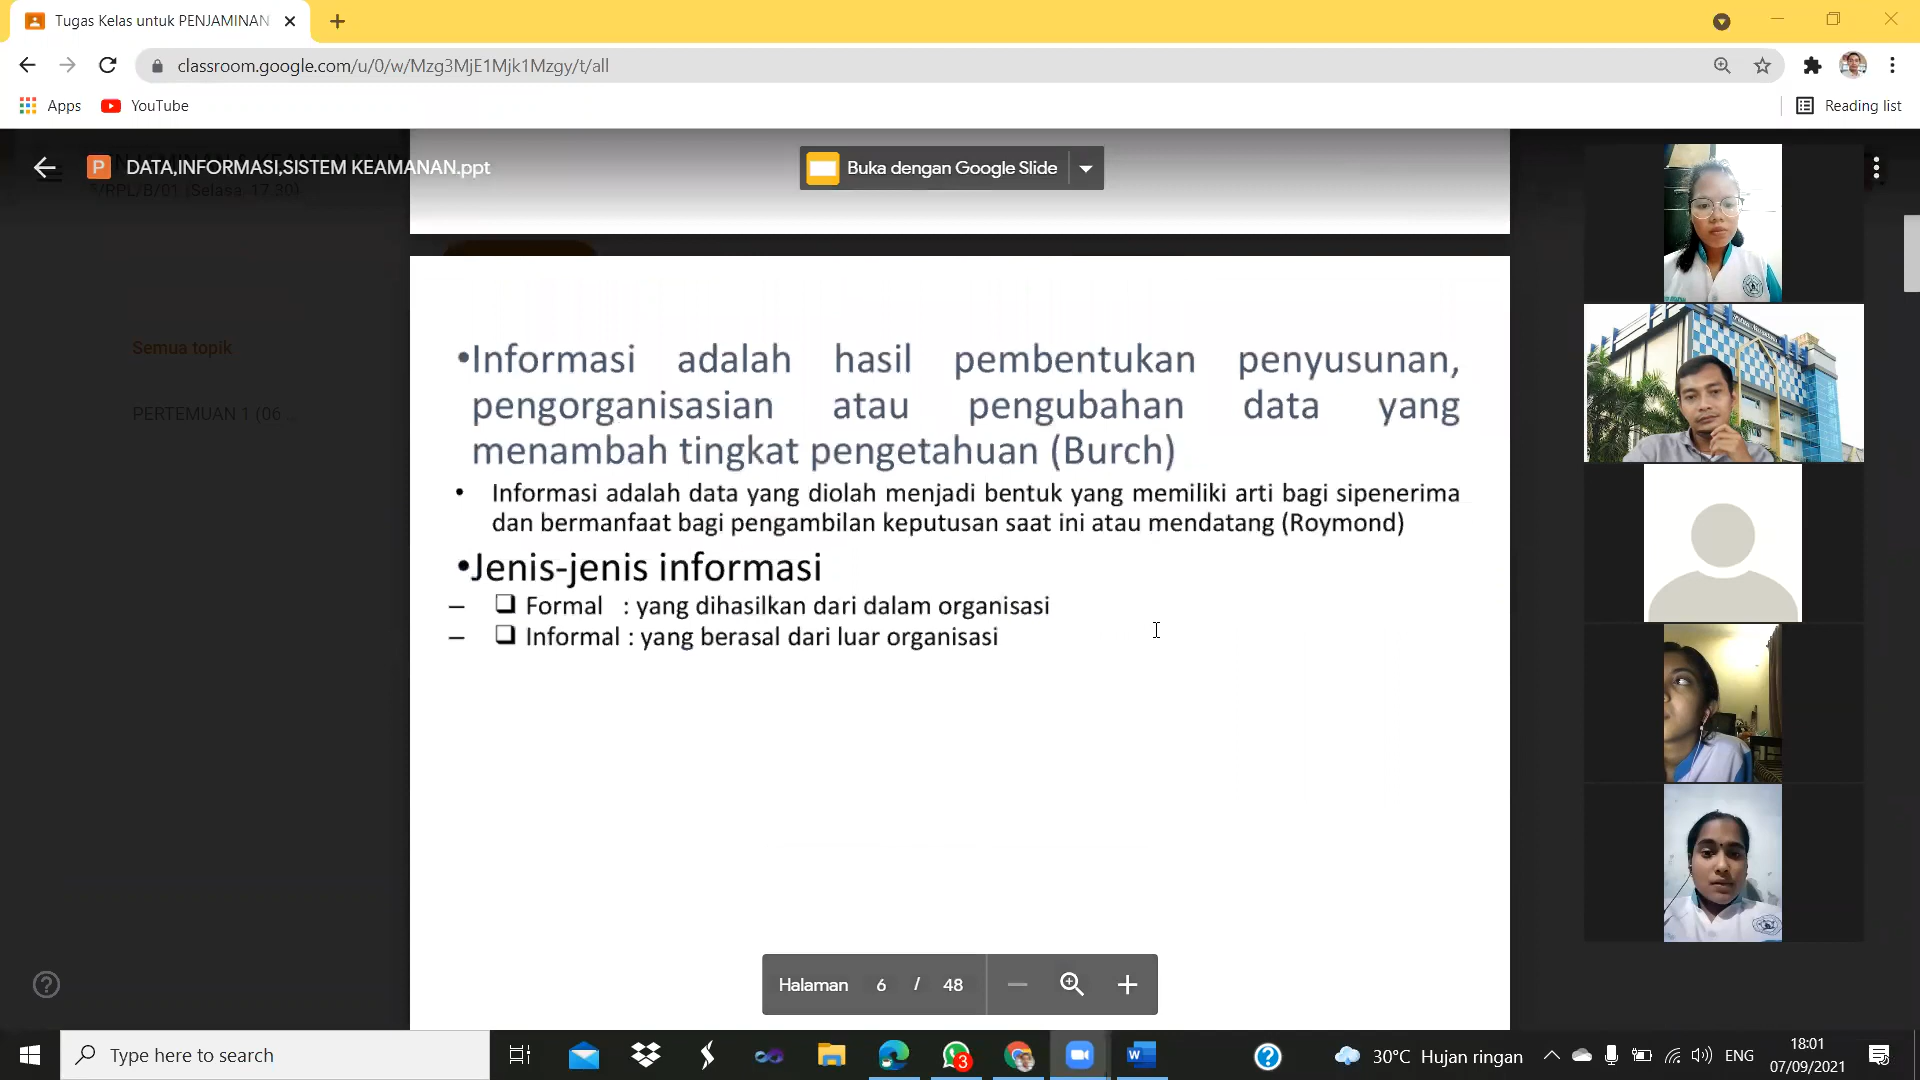 Tugas Kelas untuk PENJAMINAN
classroom.google.com/u/0/w/Mzg3MjE1Mjk1Mzgy/t/all
Apps
YouTube
Reading list
DATA,INFORMASI,SISTEM KEAMANAN.ppt
Buka dengan Google Slide
Semua topik
PERTEMUAN 1 (06 ...
•Informasi adalah hasil pembentukan penyusunan,
pengorganisasian atau pengubahan data yang
menambah tingkat pengetahuan (Burch)
• Informasi adalah data yang diolah menjadi bentuk yang memiliki arti bagi sipenerima
dan bermanfaat bagi pengambilan keputusan saat ini atau mendatang (Roymond)
•Jenis-jenis informasi
– ❑ Formal : yang dihasilkan dari dalam organisasi
– ❑ Informal : yang berasal dari luar organisasi
Halaman 6 / 48
Type here to search
3
30°C Hujan ringan
ENG
18:01
07/09/2021